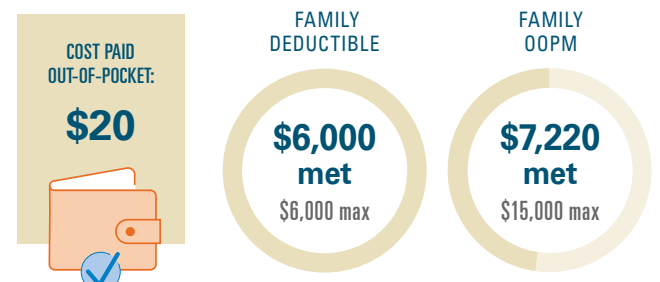 COST PAID
OUT-OF-POCKET:
$20
FAMILY
DEDUCTIBLE
$6,000
met
$6,000 max
FAMILY
OOPM
$7,220
met
$15,000 max